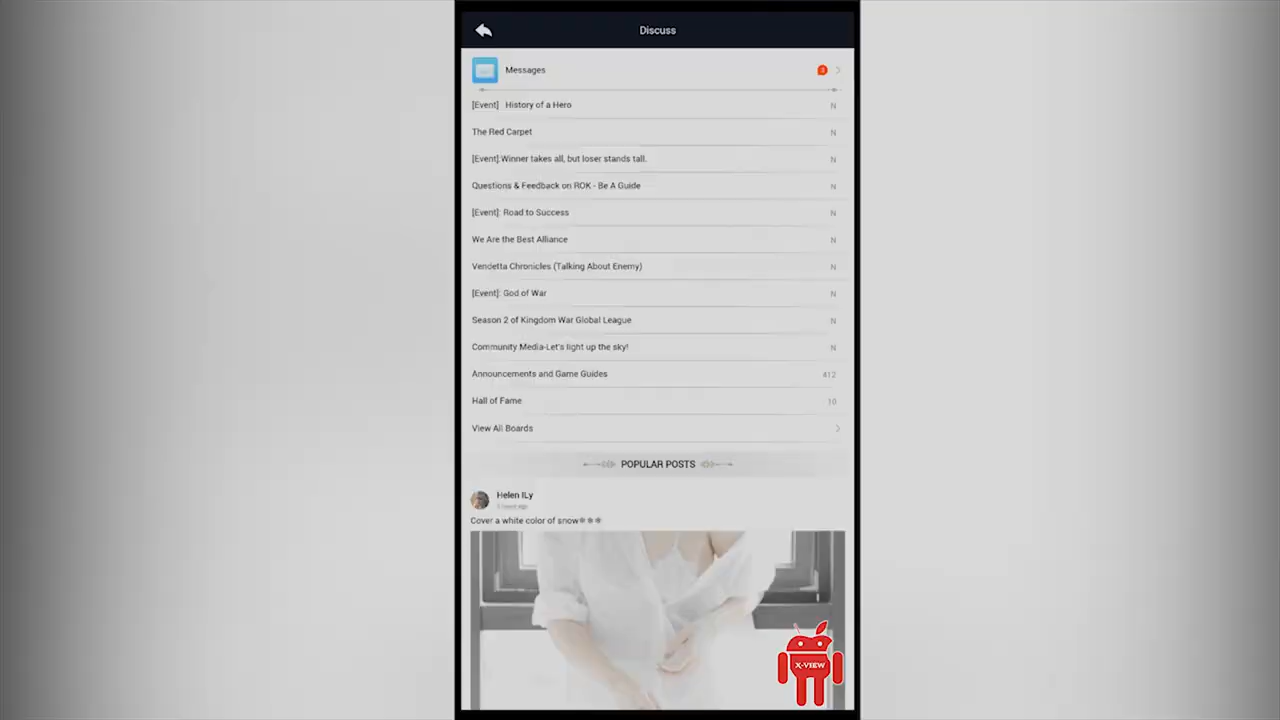 Discuss
Messages
[Event] History of a Hero N
The Red Carpet N
[Event]:Winner takes all, but loser stands tall. N
Questions & Feedback on ROK - Be A Guide N
[Event]: Road to Success N
We Are the Best Alliance N
Vendetta Chronicles (Talking About Enemy) N
[Event]: God of War N
Season 2 of Kingdom War Global League N
Community Media-Let's light up the sky! N
Announcements and Game Guides 412
Hall of Fame 10
View All Boards
POPULAR POSTS
Helen ILy
Cover a white color of snow
X-VIEW